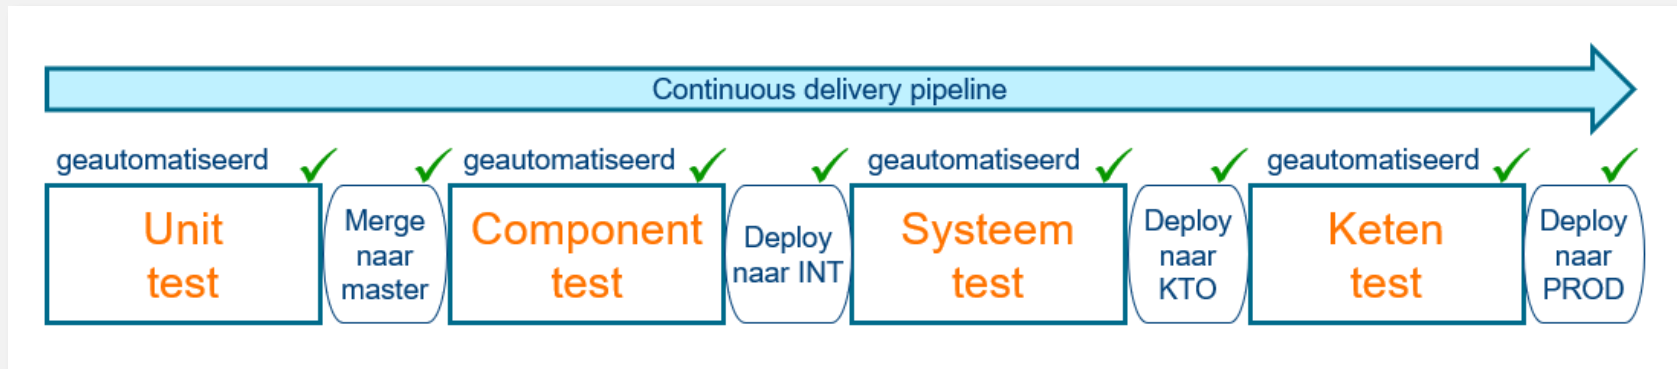 Continuous delivery pipeline
geautomatiseerd
Unit
test
Merge
naar
master
geautomatiseerd
Component
test
Deploy
naar INT
geautomatiseerd
Systeem
test
Deploy
naar
KTO
geautomatiseerd
Keten
test
Deploy
naar
PROD